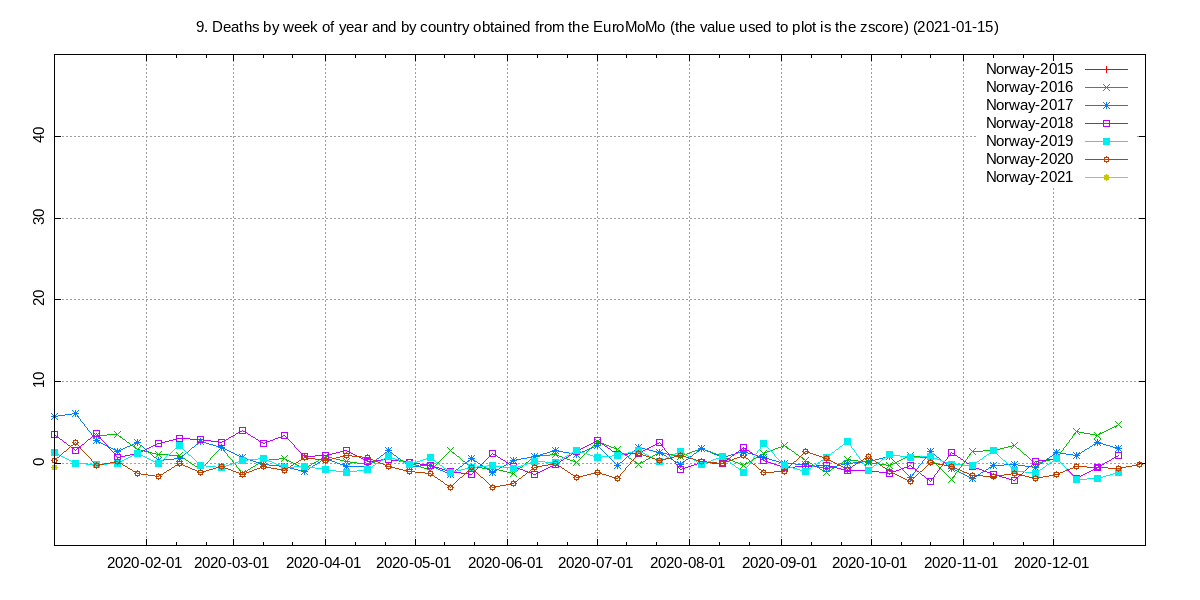 9. Deaths by week of year and by country obtained from the EuroMoMo (the value used to plot is the zscore) (2021-01-15)
Norway-2015
Norway-2016
Norway-2017
Norway-2018
Norway-2019
Norway-2020
Norway-2021
40
30
20
10
0
2020-02-01 2020-03-01 2020-04-01 2020-05-01 2020-06-01 2020-07-01 2020-08-01 2020-09-01 2020-10-01 2020-11-01 2020-12-01